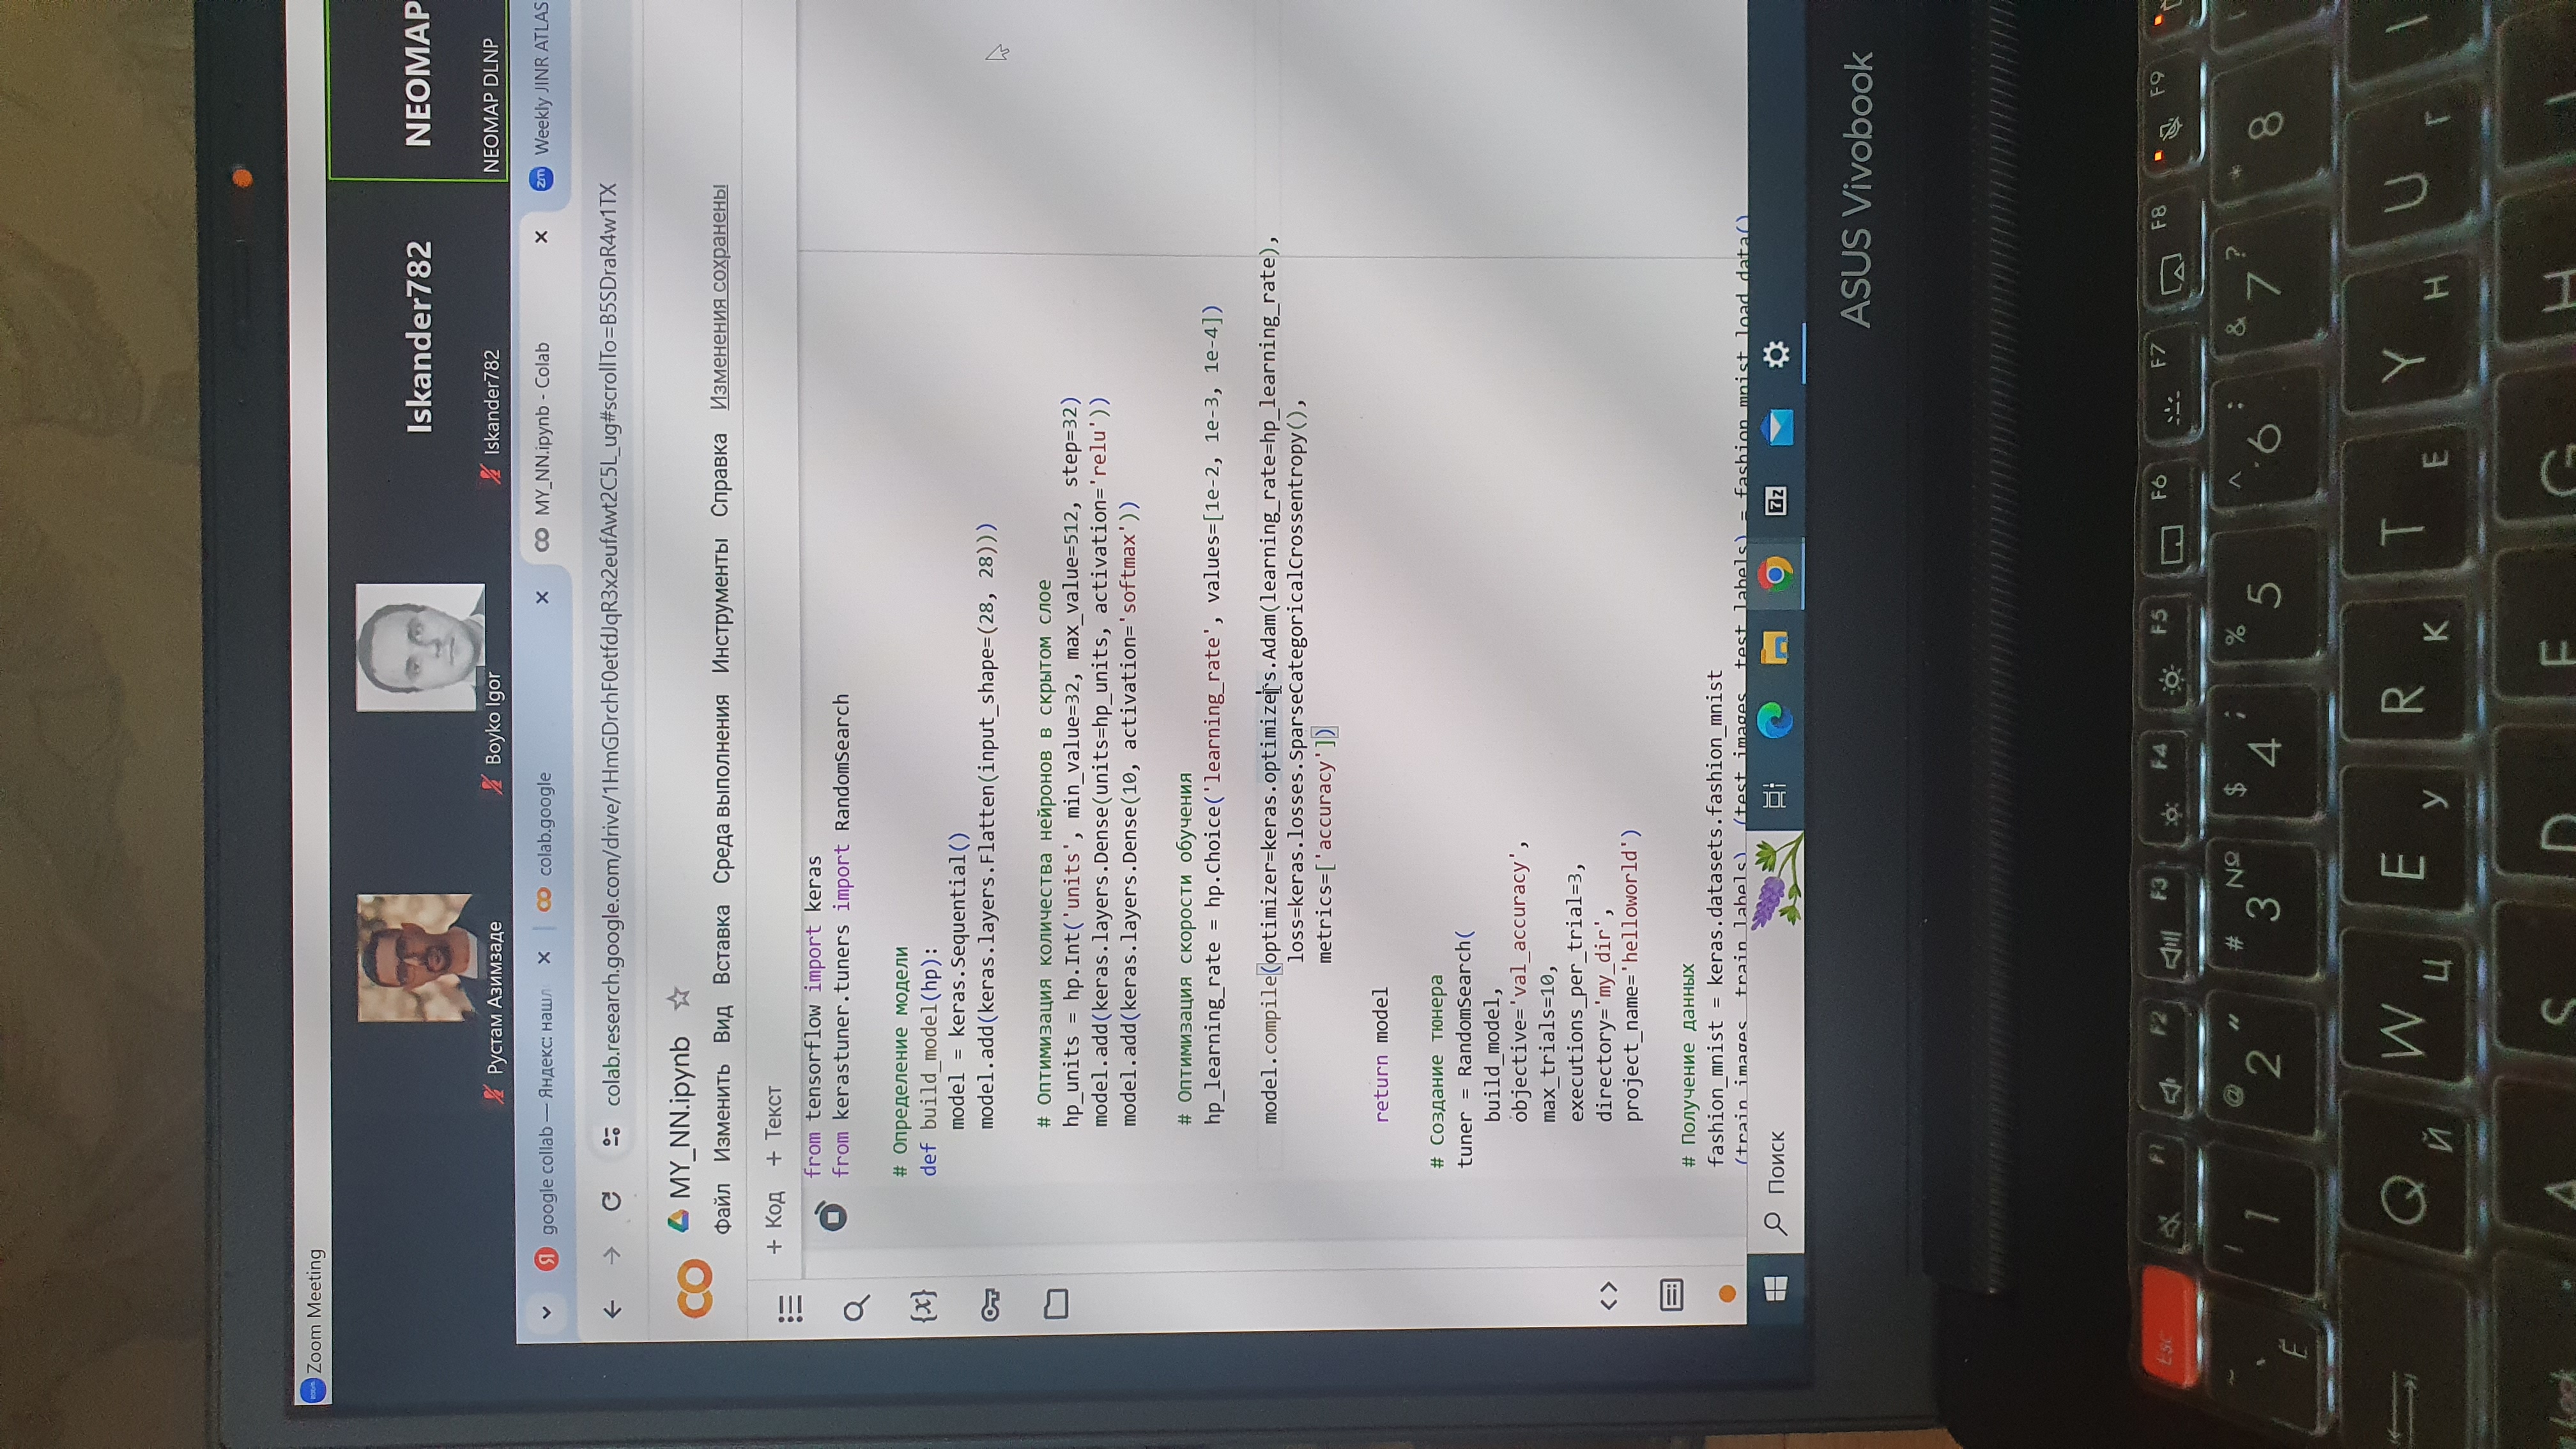 Zoom Meeting
Рустам Азимзаде
Boyko Igor
Iskander782
Iskander782
NEOMAP
NEOMAP DLNP
google collab — Яндекс: нашл
colab.google
MY_NN.ipynb - Colab
Weekly JINR ATLAS
colab.research.google.com/drive/1HmGDrchF0etfdJqR3x2eufAwt2C5L_ug#scrollTo=B5SDraR4w1TX
MY_NN.ipynb
Файл Изменить Вид Вставка Среда выполнения Инструменты Справка Изменения сохранены
+ Код + Текст
from tensorflow import keras
from kerastuner.tuners import RandomSearch
# Определение модели
def build_model(hp):
model = keras.Sequential()
model.add(keras.layers.Flatten(input_shape=(28, 28)))
# Оптимизация количества нейронов в скрытом слое
hp_units = hp.Int('units', min_value=32, max_value=512, step=32)
model.add(keras.layers.Dense(units=hp_units, activation='relu'))
model.add(keras.layers.Dense(10, activation='softmax'))
# Оптимизация скорости обучения
hp_learning_rate = hp.Choice('learning_rate', values=[1e-2, 1e-3, 1e-4])
model.compile(optimizer=keras.optimizers.Adam(learning_rate=hp_learning_rate),
loss=keras.losses.SparseCategoricalCrossentropy(),
metrics=['accuracy'])
return model
# Создание тюнера
tuner = RandomSearch(
build_model,
objective='val_accuracy',
max_trials=10,
executions_per_trial=3,
directory='my_dir',
project_name='helloworld')
# Получение данных
fashion_mnist = keras.datasets.fashion_mnist
(train_images, train_labels), (test_images, test_labels) = fashion_mnist.load_data()
Поиск
7z
ASUS Vivobook
Esc F1 F2 F3 F4 F5 F6 F7 F8 F9
~ ` Ё ! 1 @ " 2 # № 3 $ ; 4 % 5 ^ : 6 & ? 7 * 8
Q Й W Ц E У R К T Е Y Н U Г I
Lock A S D F G H